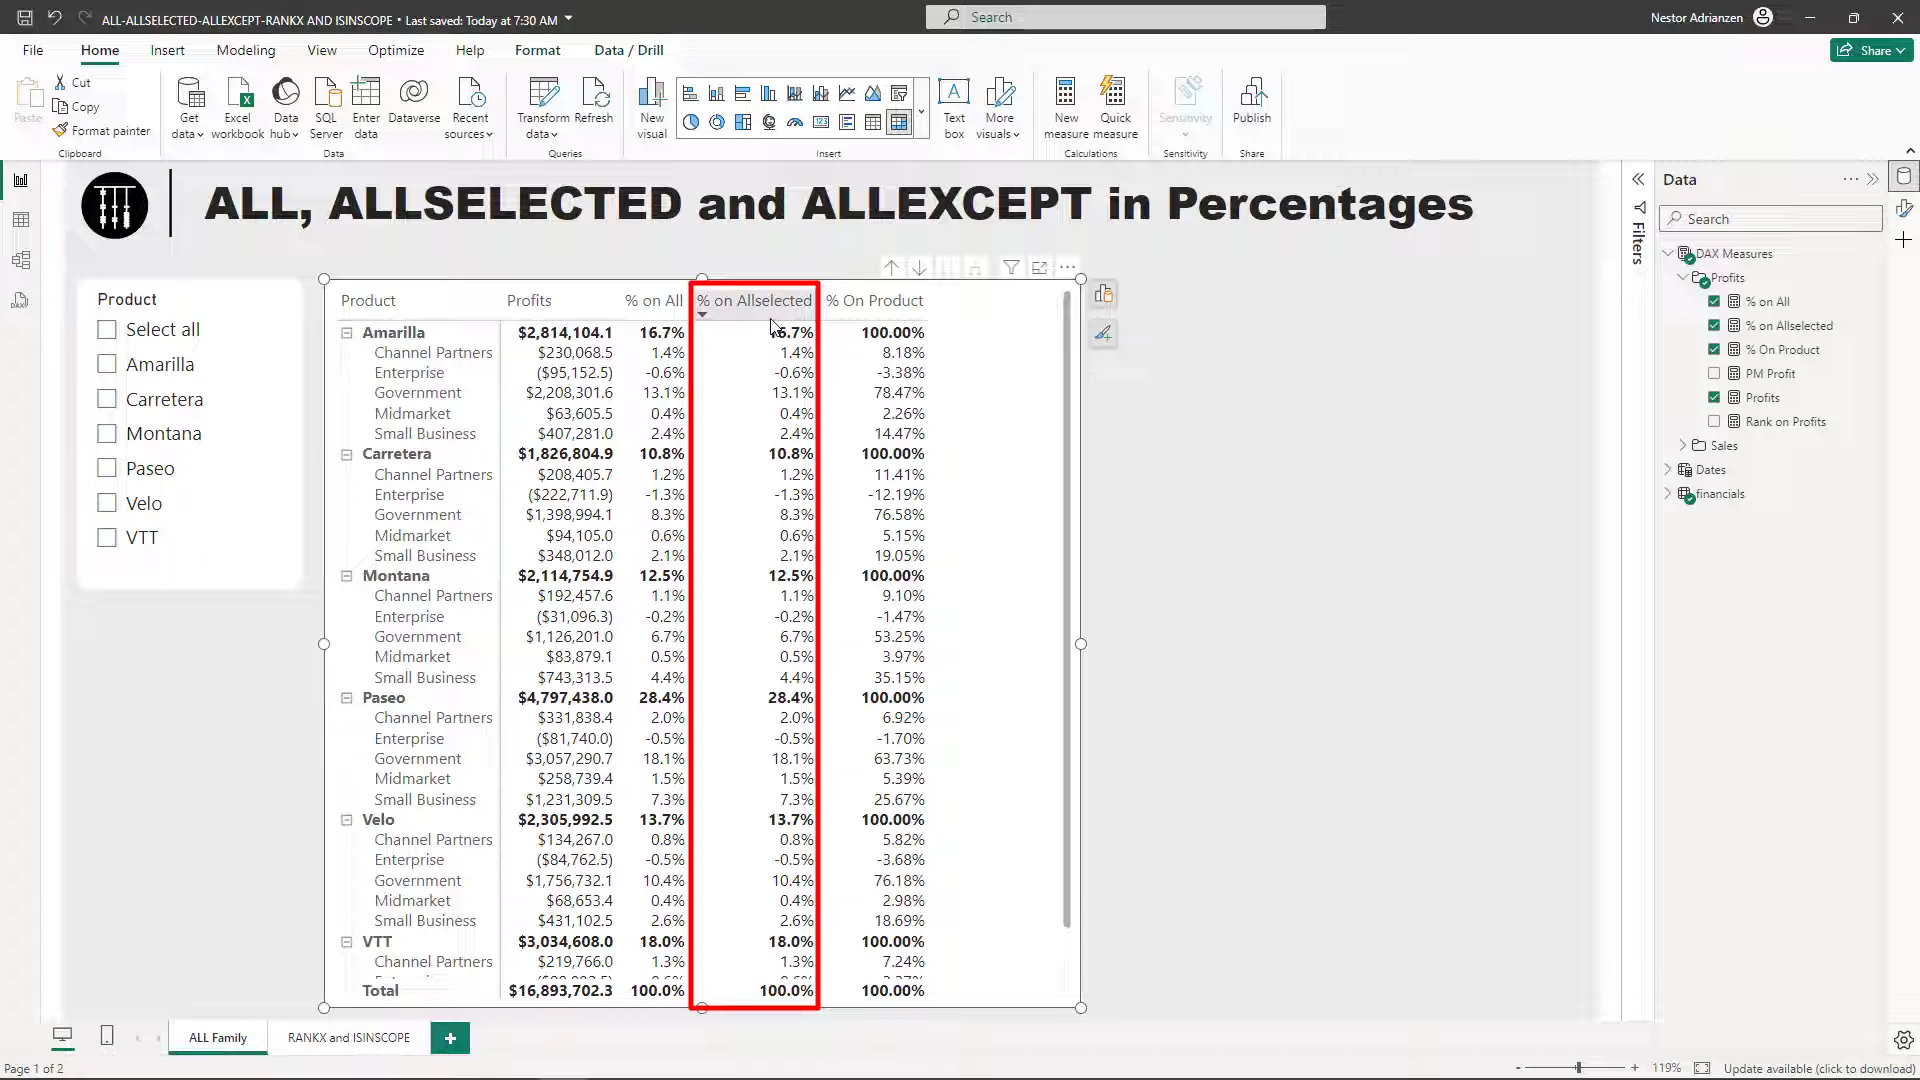 ALL-ALLSELECTED-ALLEXCEPT-RANKX AND ISINSCOPE • Last saved: Today at 7:30 AM
Search
Nestor Adrianzen
File Home Insert Modeling View Optimize Help Format Data / Drill
Share
Paste
Cut
Copy
Format painter
Clipboard
Get data
Excel workbook
Data hub
SQL Server
Enter data
Dataverse
Recent sources
Data
Transform data
Refresh
Queries
New visual
Text box
More visuals
Insert
New measure
Quick measure
Calculations
Sensitivity
Sensitivity
Publish
Share
ALL, ALLSELECTED and ALLEXCEPT in Percentages
Product
Select all
Amarilla
Carretera
Montana
Paseo
Velo
VTT
Product Profits % on All % on Allselected % On Product
Amarilla $2,814,104.1 16.7% 6.7% 100.00%
Channel Partners $230,068.5 1.4% 1.4% 8.18%
Enterprise ($95,152.5) -0.6% -0.6% -3.38%
Government $2,208,301.6 13.1% 13.1% 78.47%
Midmarket $63,605.5 0.4% 0.4% 2.26%
Small Business $407,281.0 2.4% 2.4% 14.47%
Carretera $1,826,804.9 10.8% 10.8% 100.00%
Channel Partners $208,405.7 1.2% 1.2% 11.41%
Enterprise ($222,711.9) -1.3% -1.3% -12.19%
Government $1,398,994.1 8.3% 8.3% 76.58%
Midmarket $94,105.0 0.6% 0.6% 5.15%
Small Business $348,012.0 2.1% 2.1% 19.05%
Montana $2,114,754.9 12.5% 12.5% 100.00%
Channel Partners $192,457.6 1.1% 1.1% 9.10%
Enterprise ($31,096.3) -0.2% -0.2% -1.47%
Government $1,126,201.0 6.7% 6.7% 53.25%
Midmarket $83,879.1 0.5% 0.5% 3.97%
Small Business $743,313.5 4.4% 4.4% 35.15%
Paseo $4,797,438.0 28.4% 28.4% 100.00%
Channel Partners $331,838.4 2.0% 2.0% 6.92%
Enterprise ($81,740.0) -0.5% -0.5% -1.70%
Government $3,057,290.7 18.1% 18.1% 63.73%
Midmarket $258,739.4 1.5% 1.5% 5.39%
Small Business $1,231,309.5 7.3% 7.3% 25.67%
Velo $2,305,992.5 13.7% 13.7% 100.00%
Channel Partners $134,267.0 0.8% 0.8% 5.82%
Enterprise ($84,762.5) -0.5% -0.5% -3.68%
Government $1,756,732.1 10.4% 10.4% 76.18%
Midmarket $68,653.4 0.4% 0.4% 2.98%
Small Business $431,102.5 2.6% 2.6% 18.69%
VTT $3,034,608.0 18.0% 18.0% 100.00%
Channel Partners $219,766.0 1.3% 1.3% 7.24%
Total $16,893,702.3 100.0% 100.0% 100.00%
Filters
Data
Search
DAX Measures
Profits
% on All
% on Allselected
% On Product
PM Profit
Profits
Rank on Profits
Sales
Dates
financials
ALL Family
RANKX and ISINSCOPE
Page 1 of 2
119%
Update available (click to download)